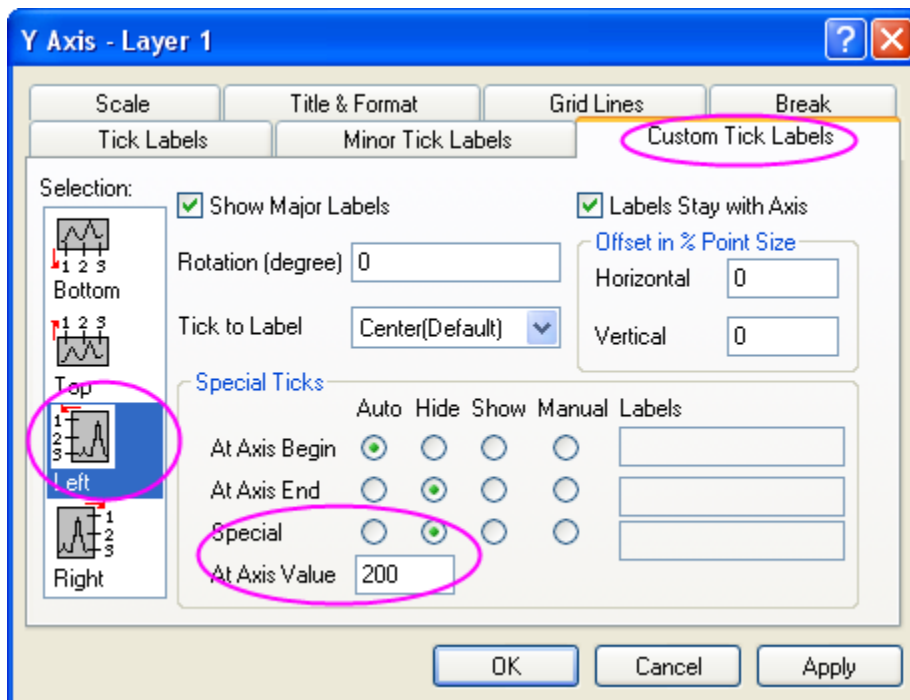 Y Axis - Layer 1
Scale Title & Format Grid Lines Break
Tick Labels Minor Tick Labels Custom Tick Labels
Selection:
Show Major Labels
Labels Stay with Axis
1 2 3
Bottom
Rotation (degree) 0
Offset in % Point Size
Horizontal 0
1 2 3
Top
Tick to Label Center(Default)
Vertical 0
1
2
3
Left
1
2
3
Right
Special Ticks
Auto Hide Show Manual Labels
At Axis Begin
At Axis End
Special
At Axis Value 200
OK Cancel Apply